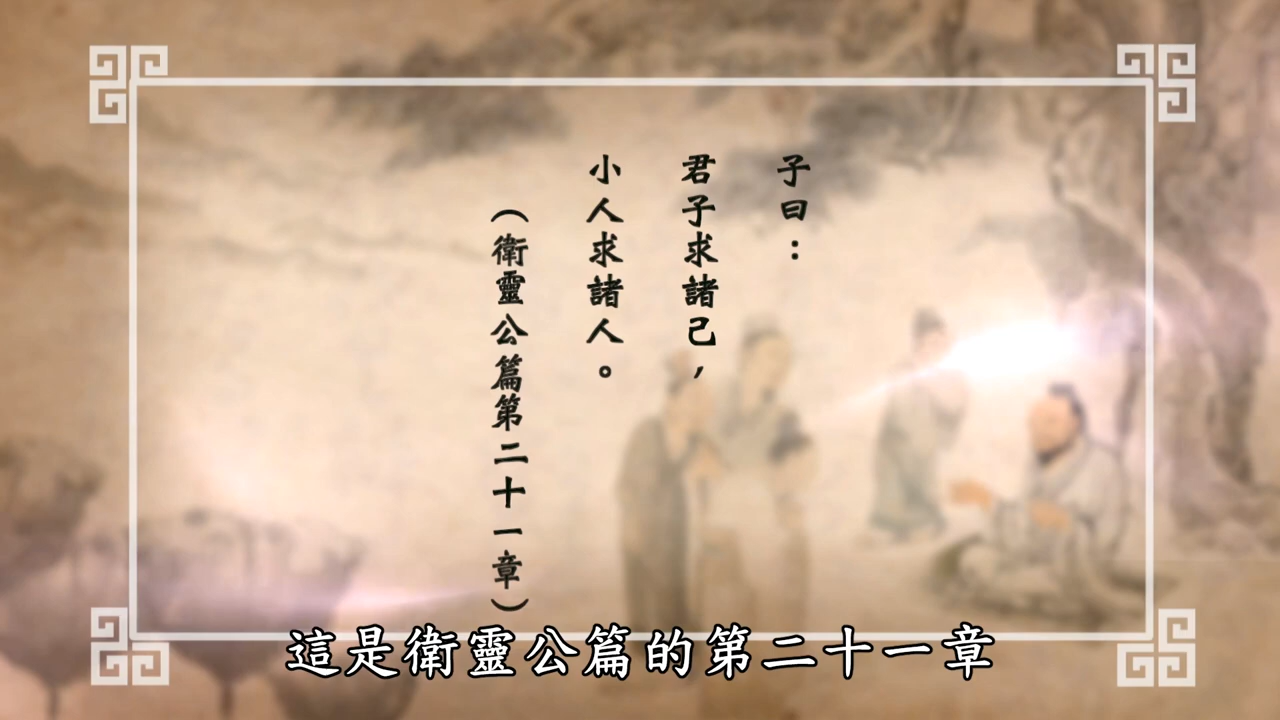 子曰：
君子求諸己，
小人求諸人。
（衛靈公篇第二十一章）
這是衛靈公篇的第二十一章